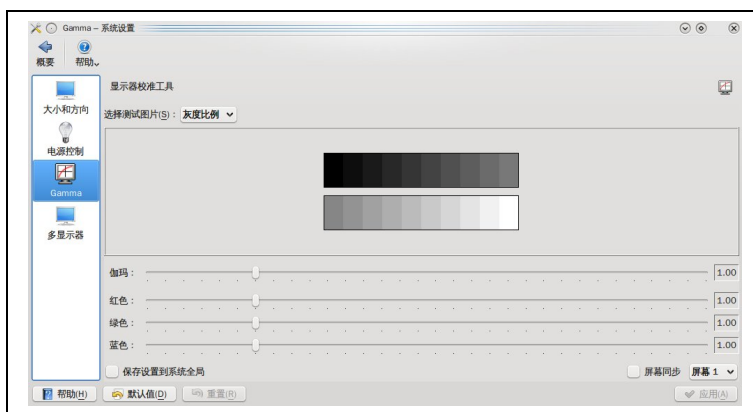 Gamma – 系统设置
概要 帮助
大小和方向
电源控制
Gamma
多显示器
显示器校准工具
选择测试图片(S)： 灰度比例
伽玛： 1.00
红色： 1.00
绿色： 1.00
蓝色： 1.00
保存设置到系统全局 屏幕同步 屏幕 1
帮助(H) 默认值(D) 重置(R) 应用(A)